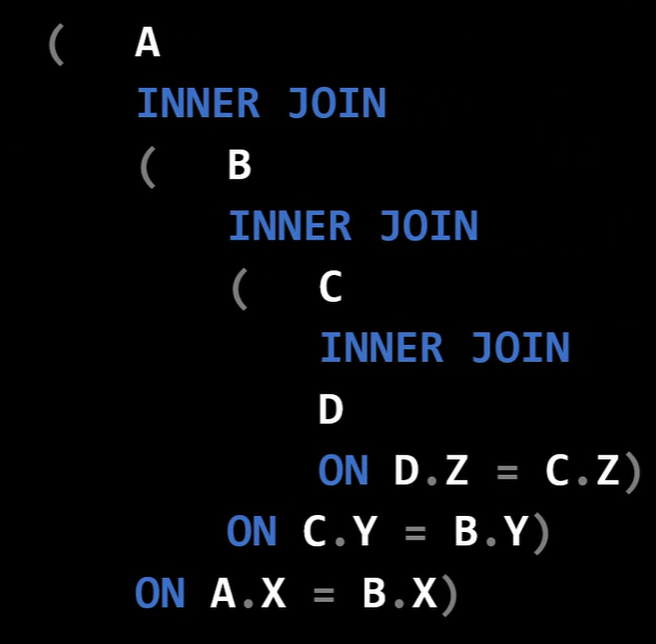 ( A
INNER JOIN
( B
INNER JOIN
( C
INNER JOIN
D
ON D.Z = C.Z)
ON C.Y = B.Y)
ON A.X = B.X)